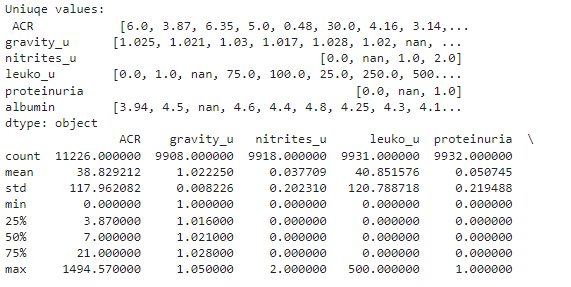 Uniuqe values:
ACR [6.0, 3.87, 6.35, 5.0, 0.48, 30.0, 4.16, 3.14,...
gravity_u [1.025, 1.021, 1.03, 1.017, 1.028, 1.02, nan, ...
nitrites_u [0.0, nan, 1.0, 2.0]
leuko_u [0.0, 1.0, nan, 75.0, 100.0, 25.0, 250.0, 500....
proteinuria [0.0, nan, 1.0]
albumin [3.94, 4.5, nan, 4.6, 4.4, 4.8, 4.25, 4.3, 4.1...
dtype: object
ACR gravity_u nitrites_u leuko_u proteinuria \
count 11226.000000 9908.000000 9918.000000 9931.000000 9932.000000
mean 38.829212 1.022250 0.037709 40.851576 0.050745
std 117.962082 0.008226 0.202310 120.788718 0.219488
min 0.000000 1.000000 0.000000 0.000000 0.000000
25% 3.870000 1.016000 0.000000 0.000000 0.000000
50% 7.000000 1.021000 0.000000 0.000000 0.000000
75% 21.000000 1.028000 0.000000 0.000000 0.000000
max 1494.570000 1.050000 2.000000 500.000000 1.000000